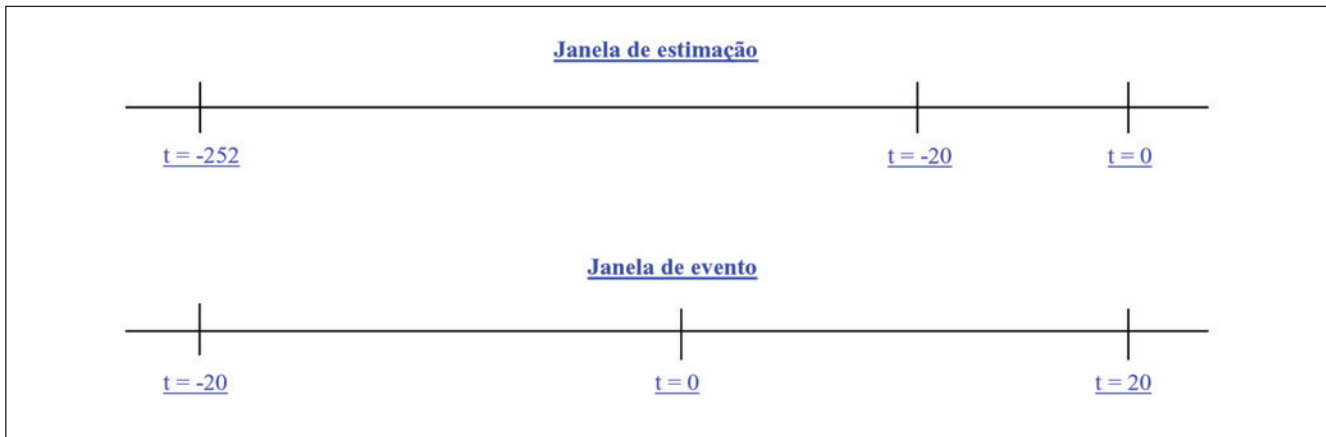 Janela de estimação
t = -252
t = -20
t = 0
Janela de evento
t = -20
t = 0
t = 20